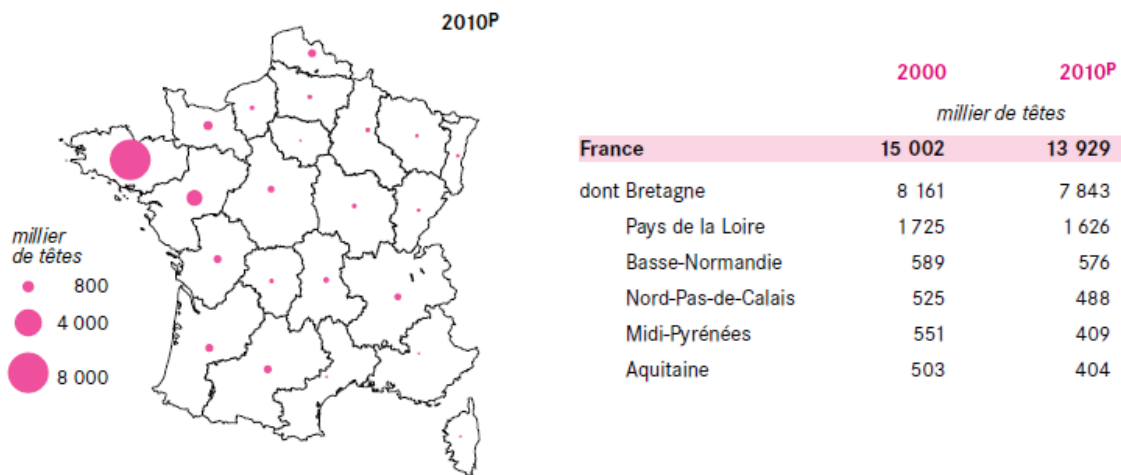 2010P
millier
de têtes
800
4 000
8 000
2000 2010P
millier de têtes
France 15 002 13 929
dont Bretagne 8 161 7 843
Pays de la Loire 1 725 1 626
Basse-Normandie 589 576
Nord-Pas-de-Calais 525 488
Midi-Pyrénées 551 409
Aquitaine 503 404